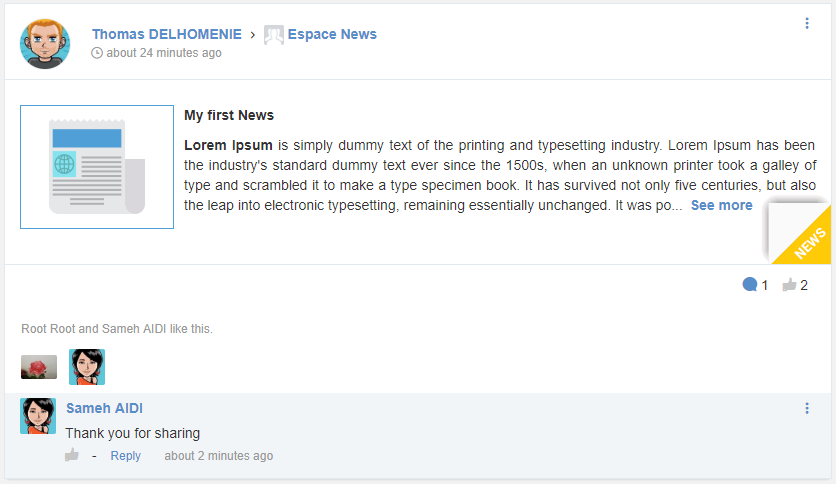 Thomas DELHOMENIE › Espace News
about 24 minutes ago
My first News
Lorem Ipsum is simply dummy text of the printing and typesetting industry. Lorem Ipsum has been
the industry's standard dummy text ever since the 1500s, when an unknown printer took a galley of
type and scrambled it to make a type specimen book. It has survived not only five centuries, but also
the leap into electronic typesetting, remaining essentially unchanged. It was po... See more
NEWS
1 2
Root Root and Sameh AIDI like this.
Sameh AIDI
Thank you for sharing
- Reply about 2 minutes ago